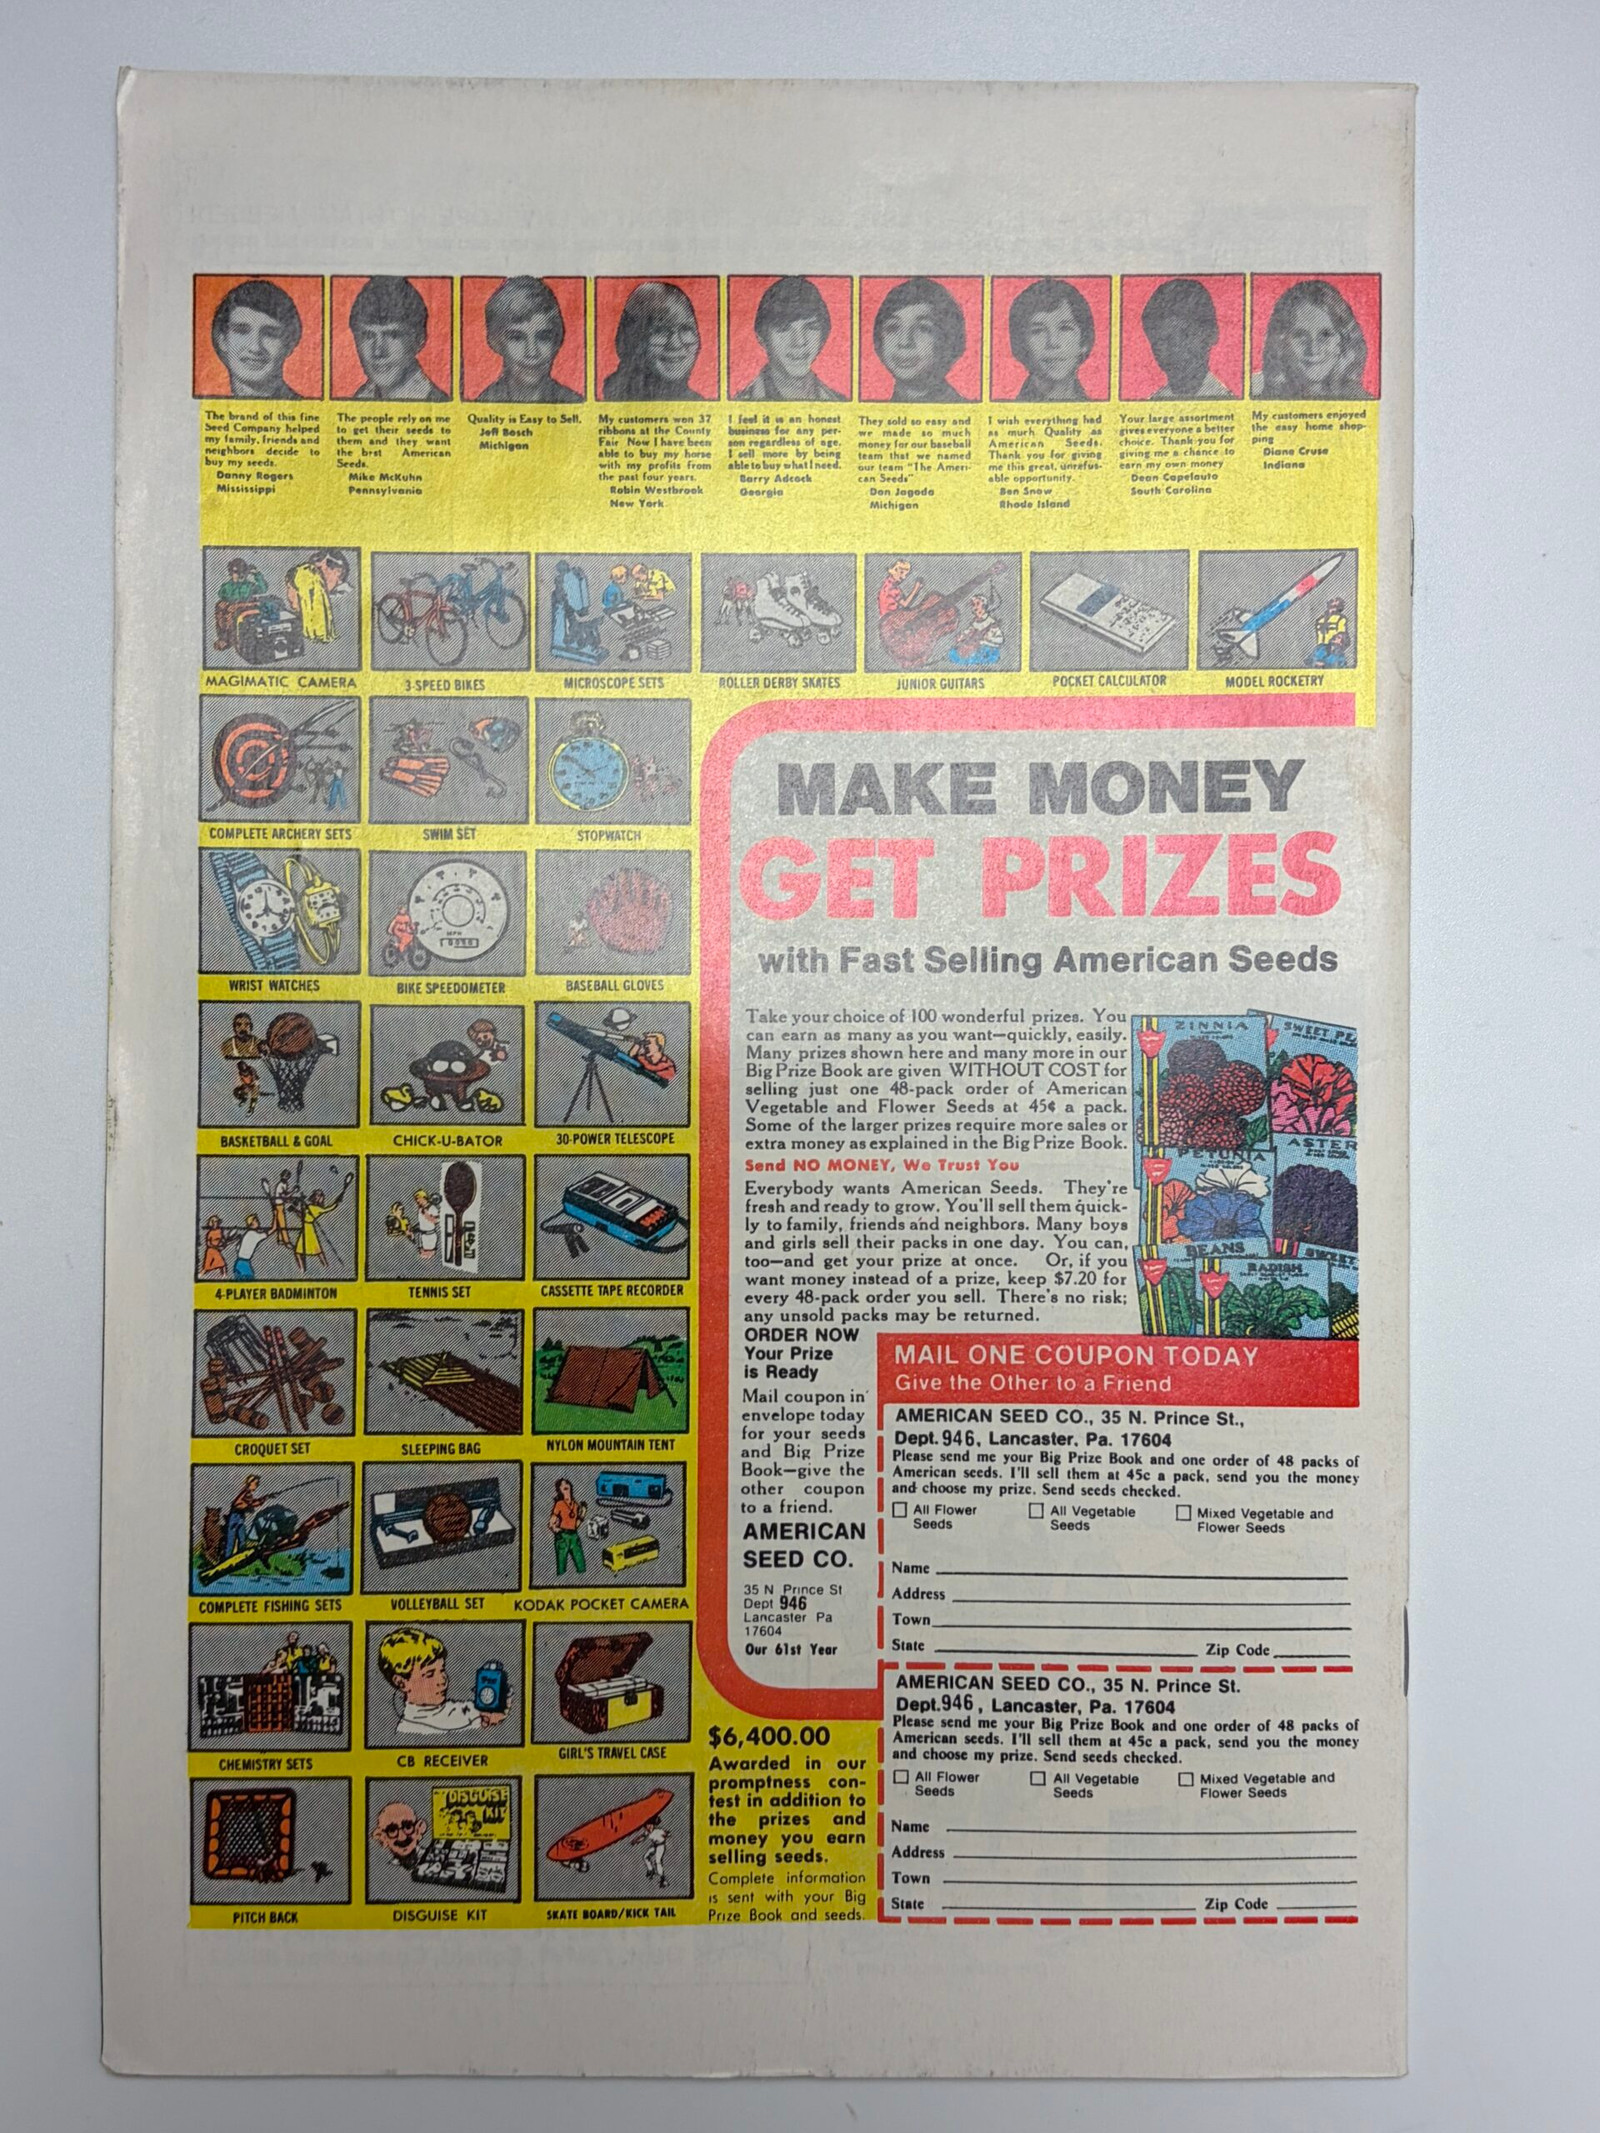 The brand of this fine
Seed Company helped
my family, friends and
neighbors decide to
buy my seeds.
Danny Rogers
Mississippi
The people rely on me
to get their seeds to
them and they want
the best American
Seeds.
Mike McKuhn
Pennsylvania
Quality is Easy to Sell.
Jeff Bosch
Michigan
My customers won 37
ribbons at the County
Fair Now I have been
able to buy my horse
with my profits from
the past four years.
Robin Westbrook
New York
I feel it is an honest
business for any per-
son regardless of age.
I sell more by being
able to buy what I need.
Barry Adcock
Georgia
They sold so easy and
we made so much
money for our baseball
team that we named
our team "The Ameri-
can Seeds"
Dan Jagoda
Michigan
I wish everything had
as much Quality as
American Seeds.
Thank you for giving
me this great, unrefus-
able opportunity.
Ben Snow
Rhode Island
Your large assortment
gives everyone a better
choice. Thank you for
giving me a chance to
earn my own money
Dean Capelouto
South Carolina
My customers enjoyed
the easy home shop-
ping
Diana Cruse
Indiana
MAGIMATIC CAMERA
3-SPEED BIKES
MICROSCOPE SETS
ROLLER DERBY SKATES
JUNIOR GUITARS
POCKET CALCULATOR
MODEL ROCKETRY
COMPLETE ARCHERY SETS
SWIM SET
STOPWATCH
WRIST WATCHES
BIKE SPEEDOMETER
BASEBALL GLOVES
BASKETBALL & GOAL
CHICK-U-BATOR
30-POWER TELESCOPE
4-PLAYER BADMINTON
TENNIS SET
CASSETTE TAPE RECORDER
CROQUET SET
SLEEPING BAG
NYLON MOUNTAIN TENT
COMPLETE FISHING SETS
VOLLEYBALL SET
KODAK POCKET CAMERA
CHEMISTRY SETS
CB RECEIVER
GIRL'S TRAVEL CASE
DISGUISE
KIT
PITCH BACK
DISGUISE KIT
SKATE BOARD/KICK TAIL
MAKE MONEY
GET PRIZES
with Fast Selling American Seeds
Take your choice of 100 wonderful prizes. You
can earn as many as you want—quickly, easily.
Many prizes shown here and many more in our
Big Prize Book are given WITHOUT COST for
selling just one 48-pack order of American
Vegetable and Flower Seeds at 45¢ a pack.
Some of the larger prizes require more sales or
extra money as explained in the Big Prize Book.
Send NO MONEY, We Trust You
Everybody wants American Seeds. They're
fresh and ready to grow. You'll sell them quick-
ly to family, friends and neighbors. Many boys
and girls sell their packs in one day. You can,
too—and get your prize at once. Or, if you
want money instead of a prize, keep $7.20 for
every 48-pack order you sell. There's no risk;
any unsold packs may be returned.
ZINNIA
SWEET PE
ASTER
PETUNIA
BEANS
SWEET
RADISH
ORDER NOW
Your Prize
is Ready
Mail coupon in
envelope today
for your seeds
and Big Prize
Book—give the
other coupon
to a friend.
AMERICAN
SEED CO.
35 N Prince St
Dept 946
Lancaster Pa
17604
Our 61st Year
MAIL ONE COUPON TODAY
Give the Other to a Friend
AMERICAN SEED CO., 35 N. Prince St.,
Dept. 946, Lancaster, Pa. 17604
Please send me your Big Prize Book and one order of 48 packs of
American seeds. I'll sell them at 45c a pack, send you the money
and choose my prize. Send seeds checked.
All Flower
Seeds
All Vegetable
Seeds
Mixed Vegetable and
Flower Seeds
Name
Address
Town
State Zip Code
AMERICAN SEED CO., 35 N. Prince St.
Dept. 946, Lancaster, Pa. 17604
Please send me your Big Prize Book and one order of 48 packs of
American seeds. I'll sell them at 45c a pack, send you the money
and choose my prize. Send seeds checked.
All Flower
Seeds
All Vegetable
Seeds
Mixed Vegetable and
Flower Seeds
Name
Address
Town
State Zip Code
$6,400.00
Awarded in our
promptness con-
test in addition to
the prizes and
money you earn
selling seeds.
Complete information
is sent with your Big
Prize Book and seeds.